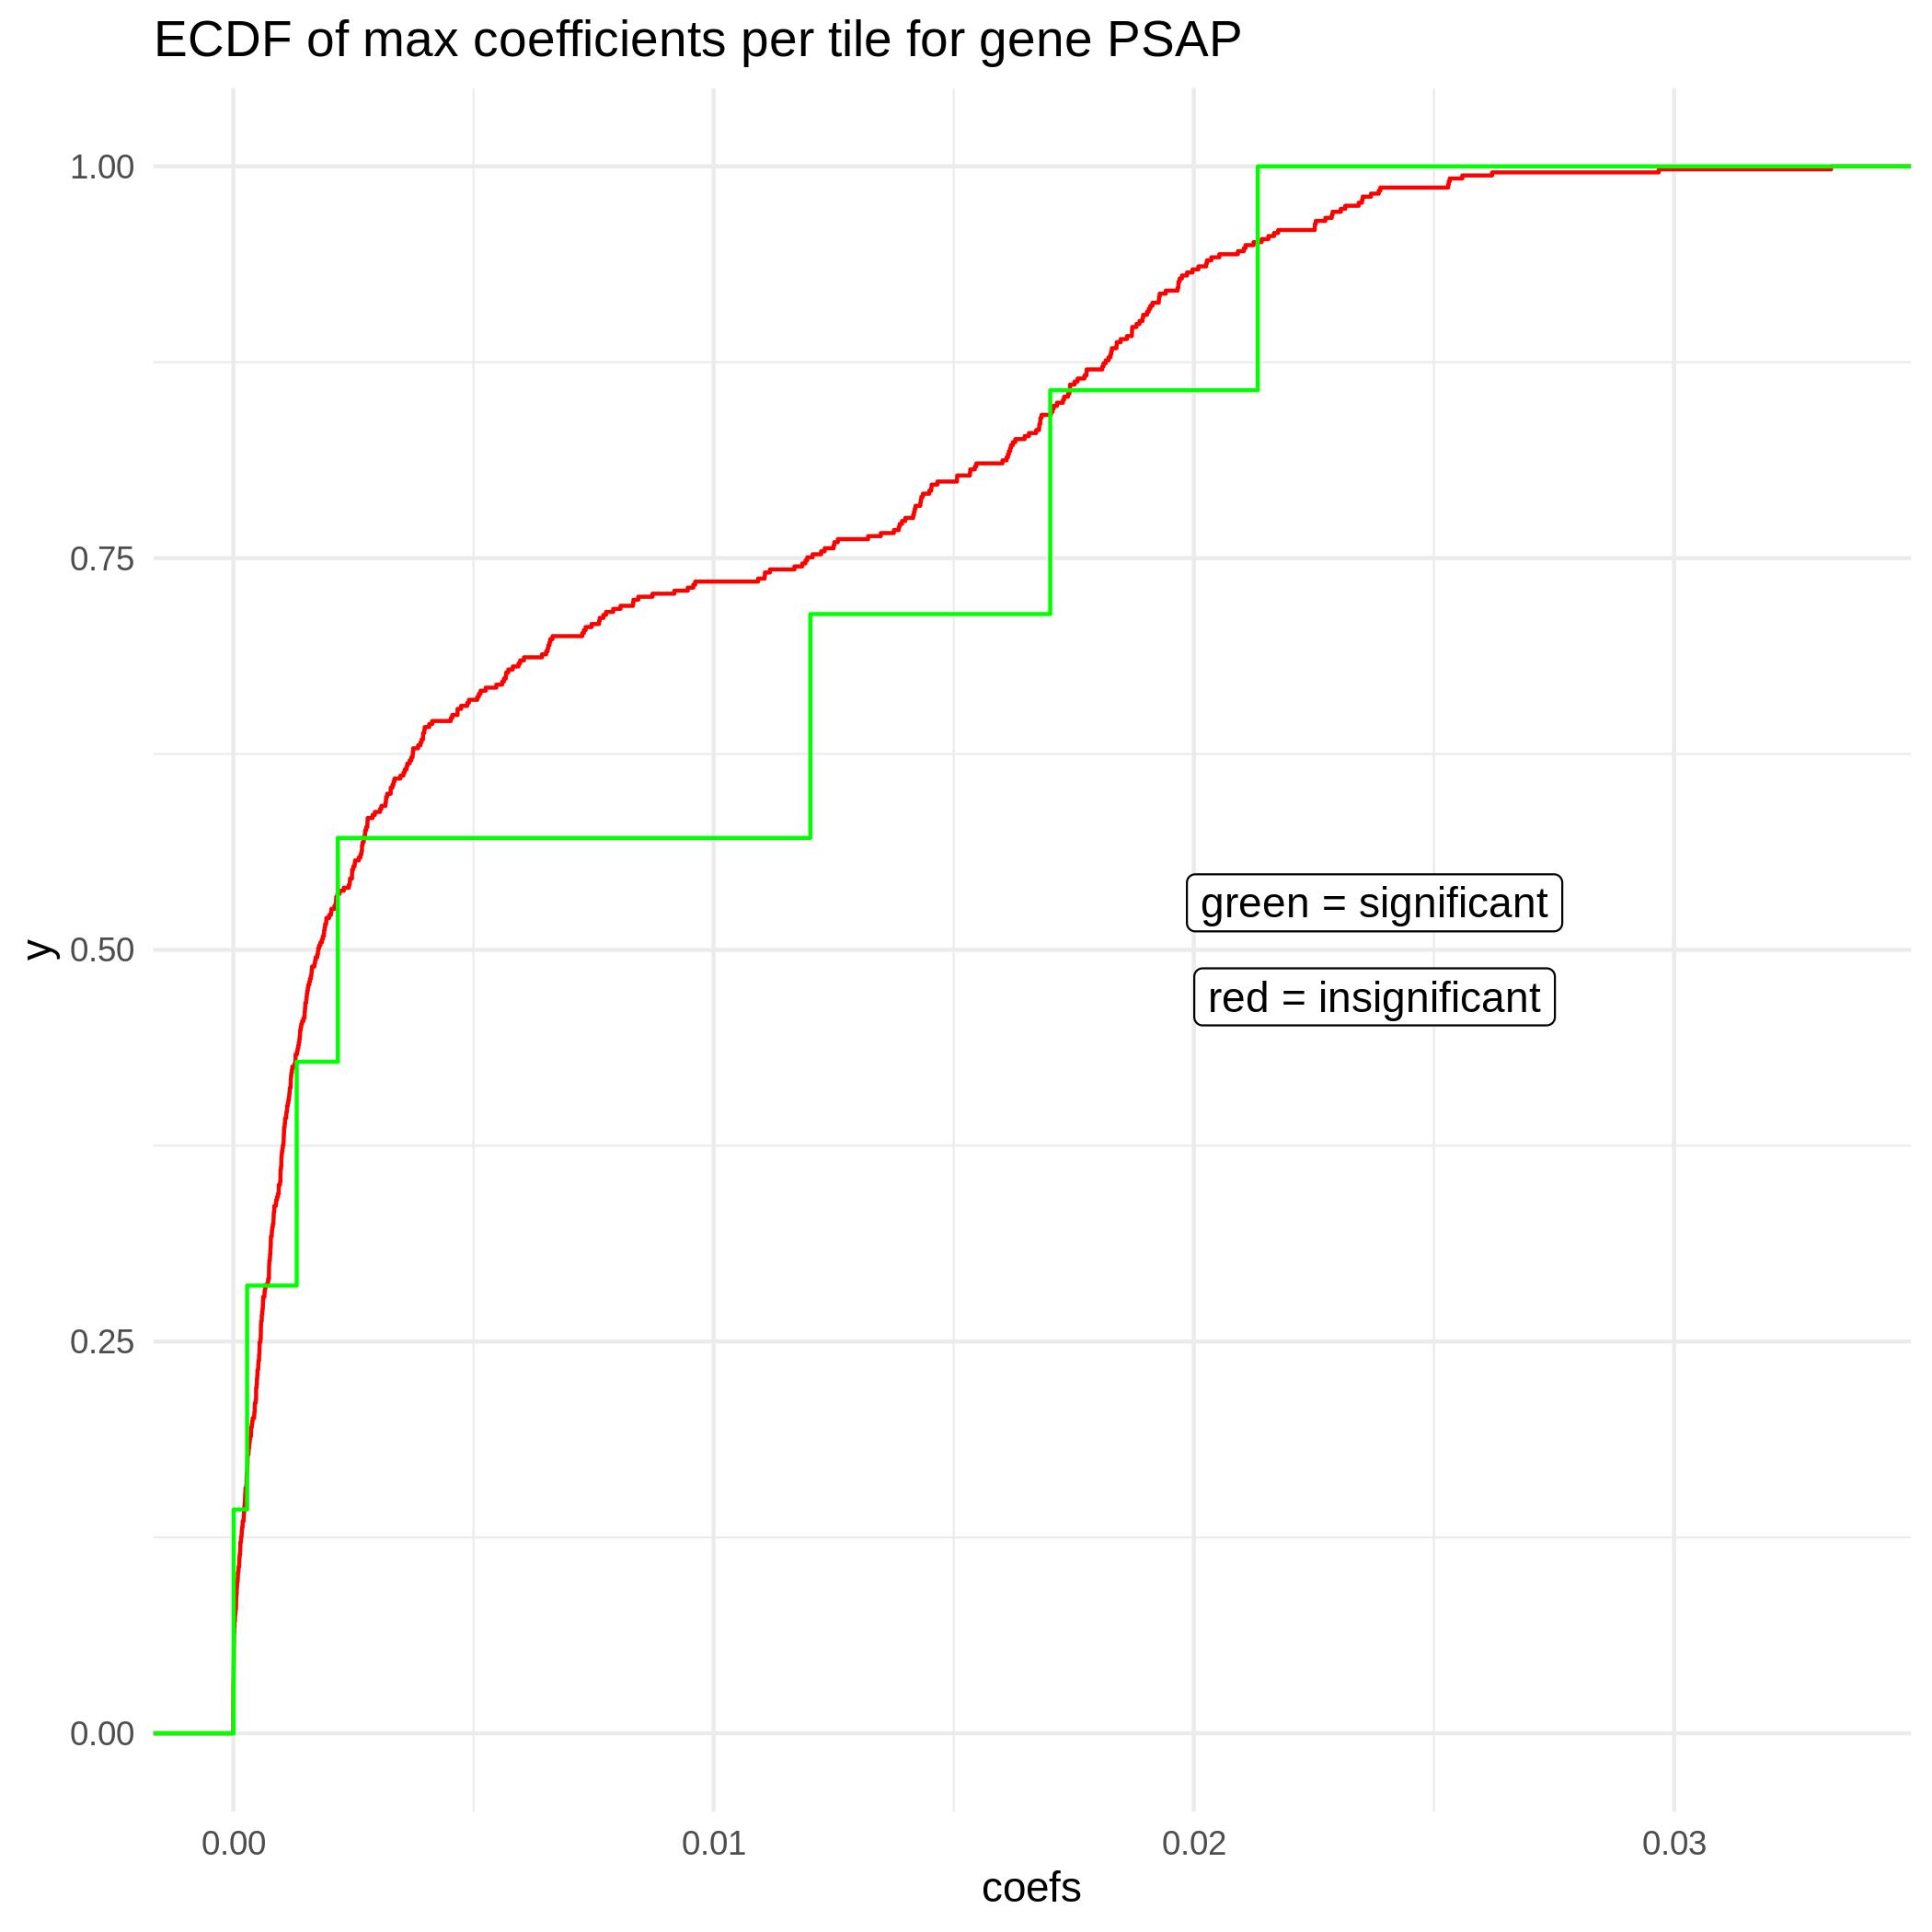 ECDF of max coefficients per tile for gene PSAP
1.00
0.75
0.50
0.25
0.00
y
green = significant
red = insignificant
0.00 0.01 0.02 0.03
coefs